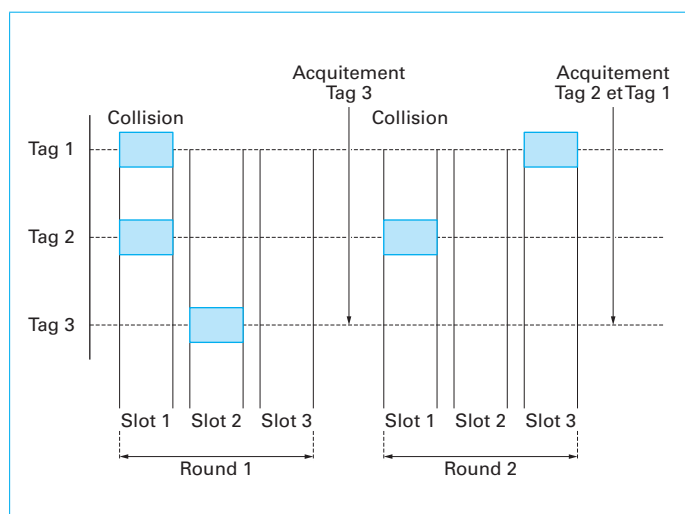 Acquitement
Tag 3
Acquitement
Tag 2 et Tag 1
Collision
Collision
Tag 1
Tag 2
Tag 3
Slot 1 Slot 2 Slot 3
Slot 1 Slot 2 Slot 3
Round 1
Round 2